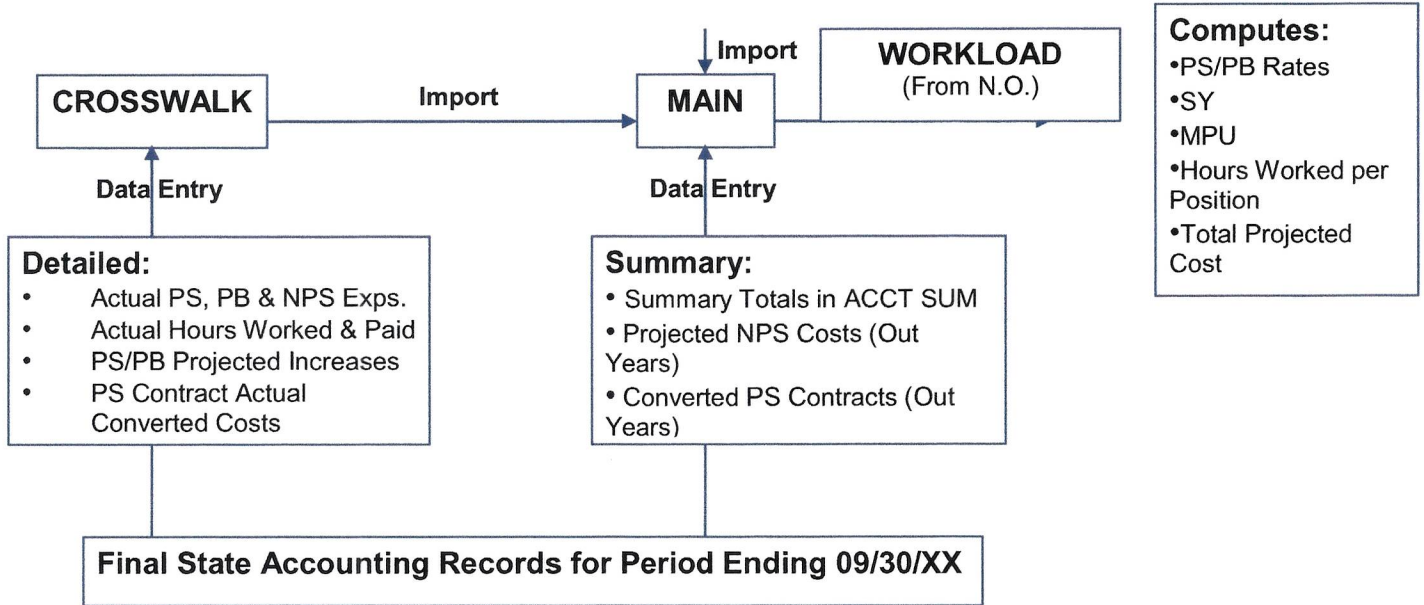 Import
WORKLOAD
(From N.O.)
Computes:
•PS/PB Rates
•SY
•MPU
•Hours Worked per
Position
•Total Projected
Cost
CROSSWALK
Import
MAIN
Data Entry
Data Entry
Detailed:
• Actual PS, PB & NPS Exps.
• Actual Hours Worked & Paid
• PS/PB Projected Increases
• PS Contract Actual
Converted Costs
Summary:
• Summary Totals in ACCT SUM
• Projected NPS Costs (Out
Years)
• Converted PS Contracts (Out
Years)
Final State Accounting Records for Period Ending 09/30/XX